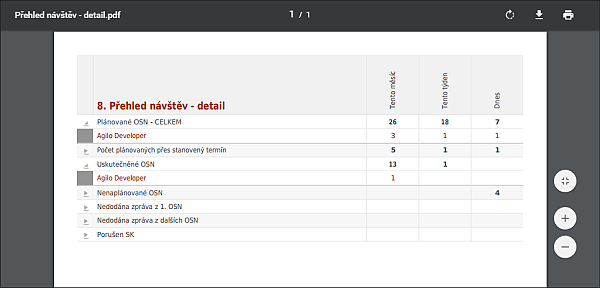 Přehled návštěv - detail.pdf
1 / 1
8. Přehled návštěv - detail Tento měsíc Tento týden Dnes
Plánované OSN - CELKEM 26 18 7
Agilo Developer 3 1 1
Počet plánovaných přes stanovený termín 5 1 1
Uskutečněné OSN 13 1
Agilo Developer 1
Nenaplánované OSN 4
Nedodána zpráva z 1. OSN
Nedodána zpráva z dalších OSN
Porušen SK